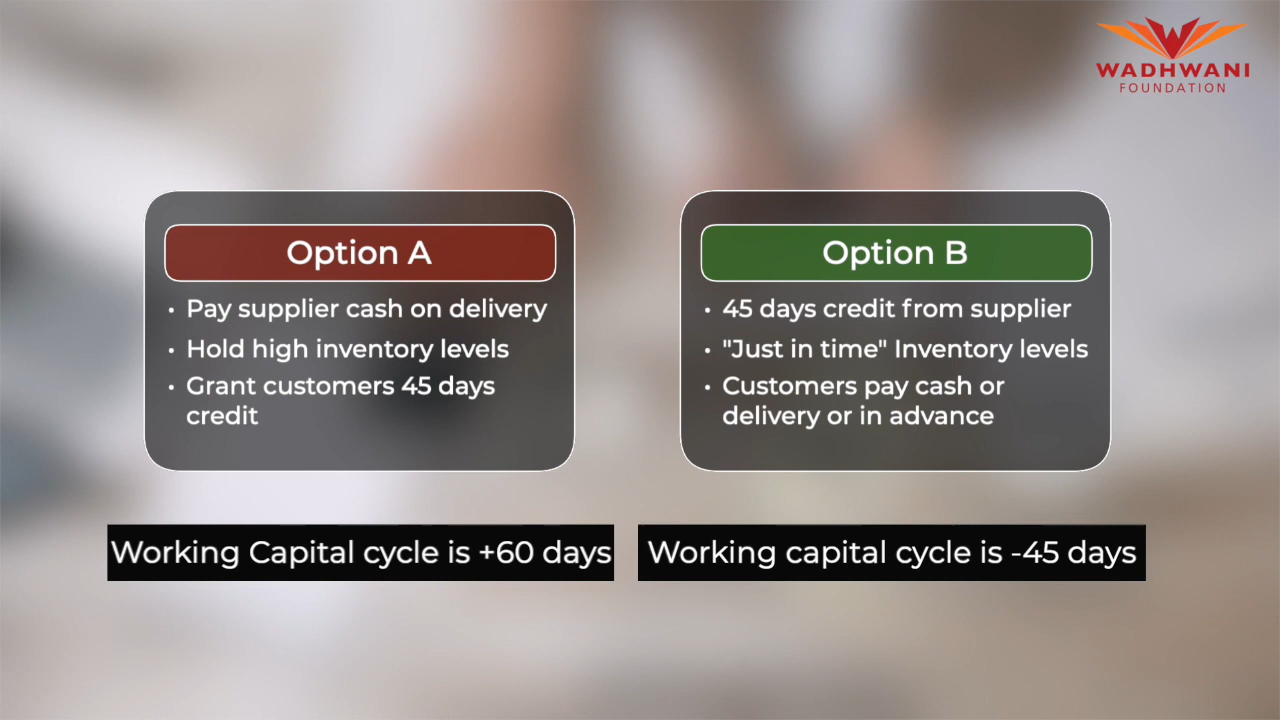 WADHWANI
FOUNDATION
Option A
• Pay supplier cash on delivery
• Hold high inventory levels
• Grant customers 45 days
credit
Working Capital cycle is +60 days
Option B
• 45 days credit from supplier
• "Just in time" Inventory levels
• Customers pay cash or
delivery or in advance
Working capital cycle is -45 days